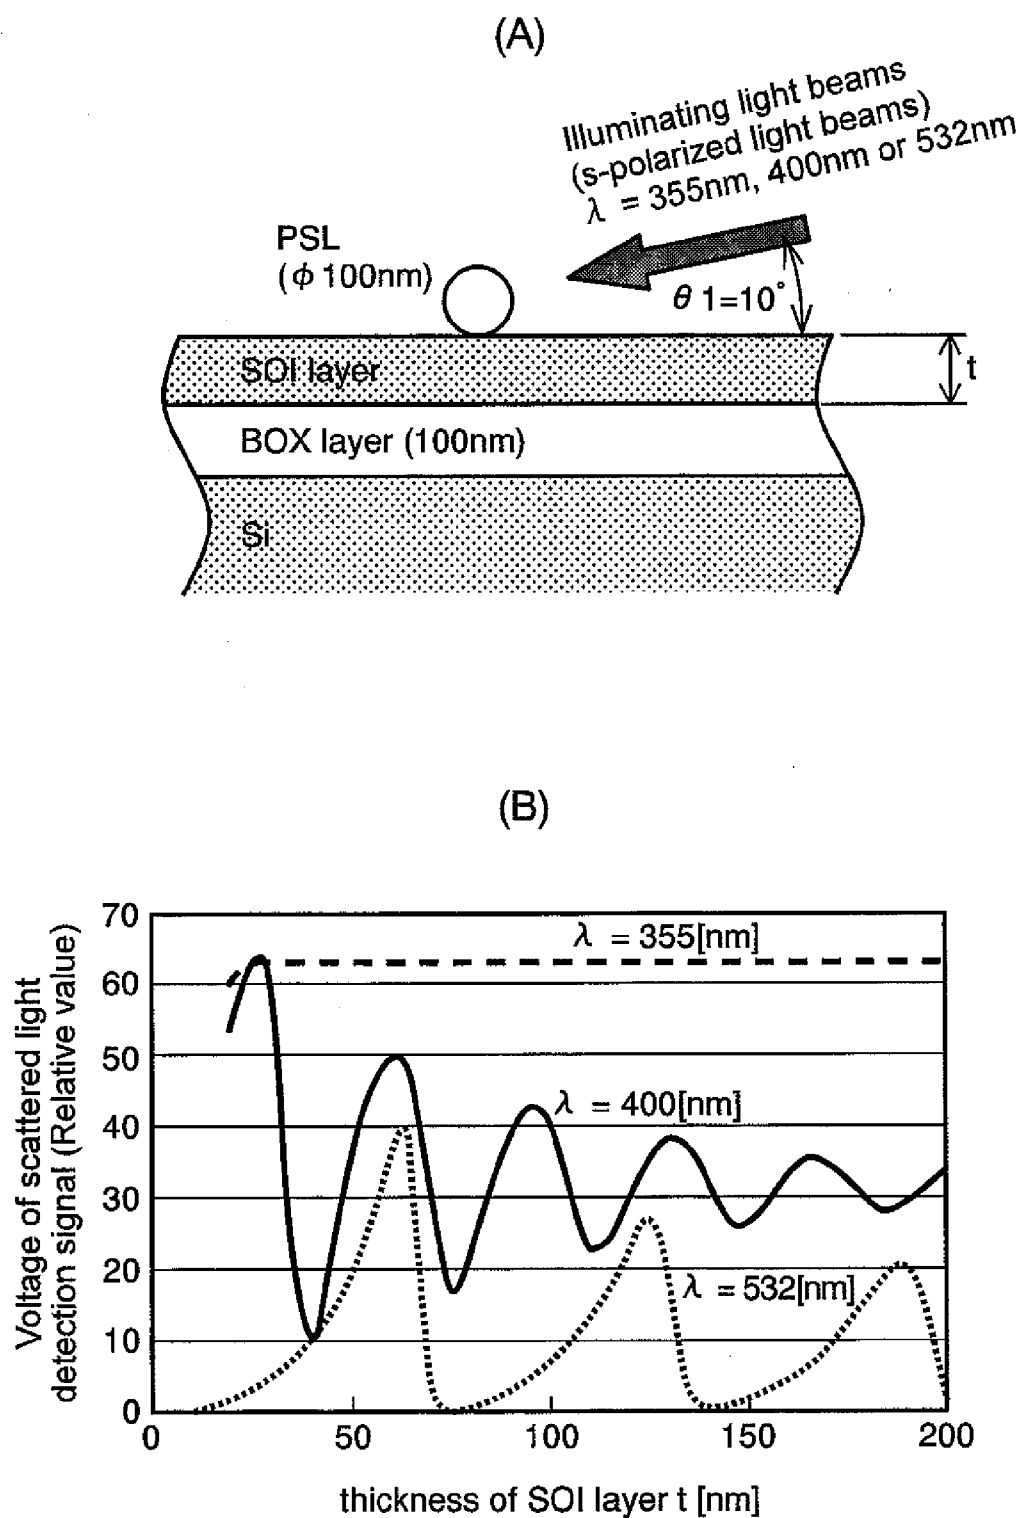 (A)
Illuminating light beams
(s-polarized light beams)
λ = 355nm, 400nm or 532nm
PSL
(φ 100nm)
θ 1=10°
SOI layer
t
BOX layer (100nm)
Si
(B)
Voltage of scattered light
detection signal (Relative value)
70
60
50
40
30
20
10
0
λ = 355[nm]
λ = 400[nm]
λ = 532[nm]
0 50 100 150 200
thickness of SOI layer t [nm]